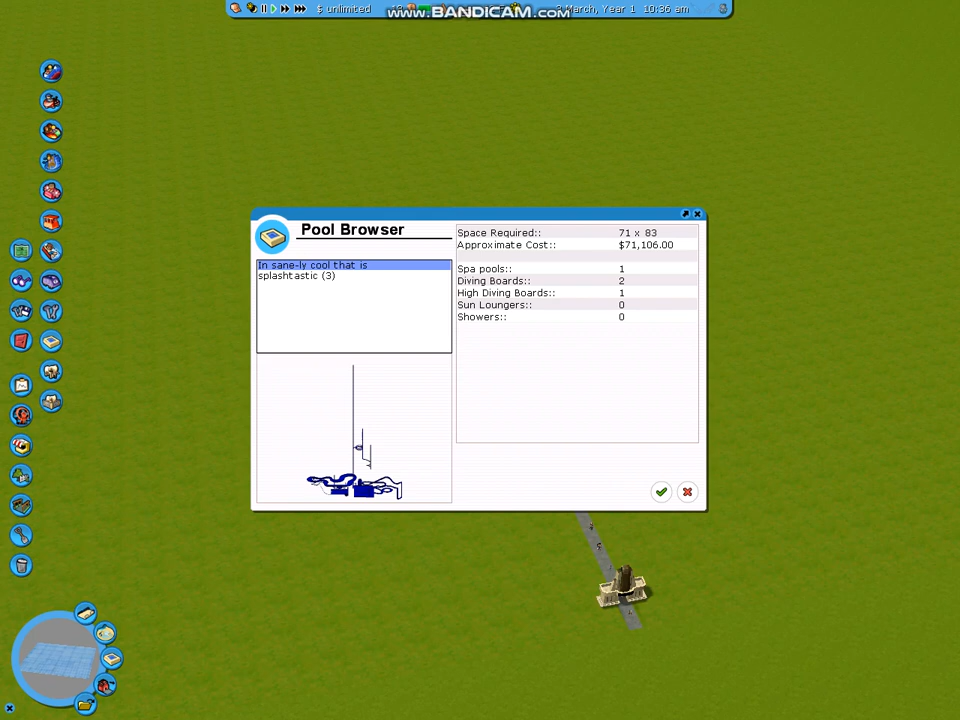 $ unlimited
www.BANDICAM.com
March, Year 1 10:36 am
Pool Browser
In sane-ly cool that is
splashtastic (3)
Space Required:: 71 x 83
Approximate Cost:: $71,106.00
Spa pools:: 1
Diving Boards:: 2
High Diving Boards:: 1
Sun Loungers:: 0
Showers:: 0